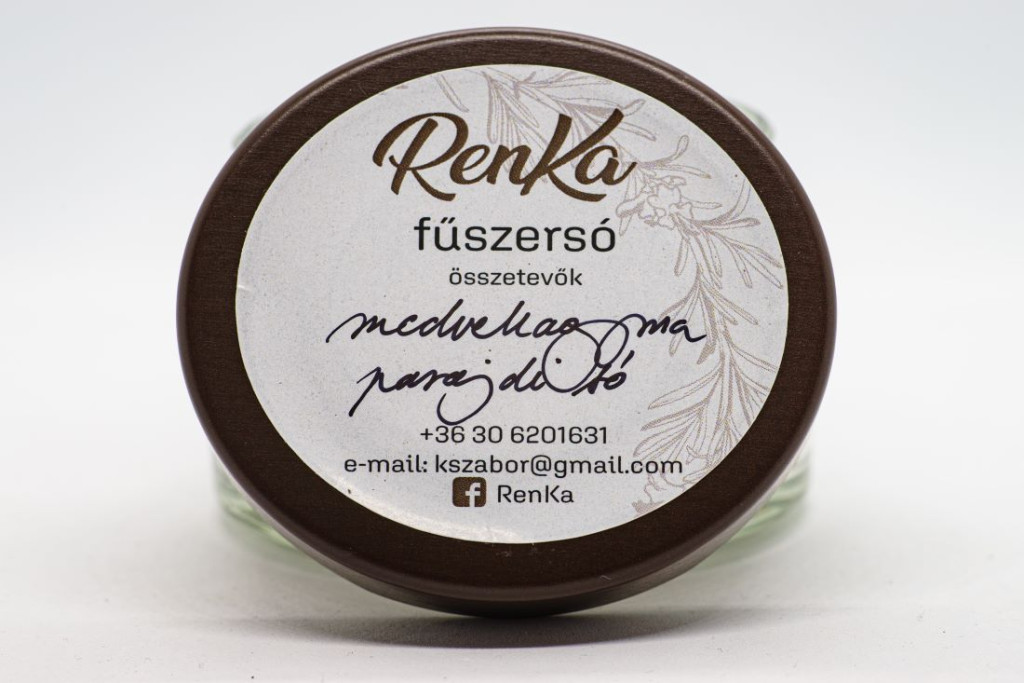 RenKa
fűszersó
összetevők
medvehagyma
parajdi só
+36 30 6201631
e-mail: kszabor@gmail.com
RenKa